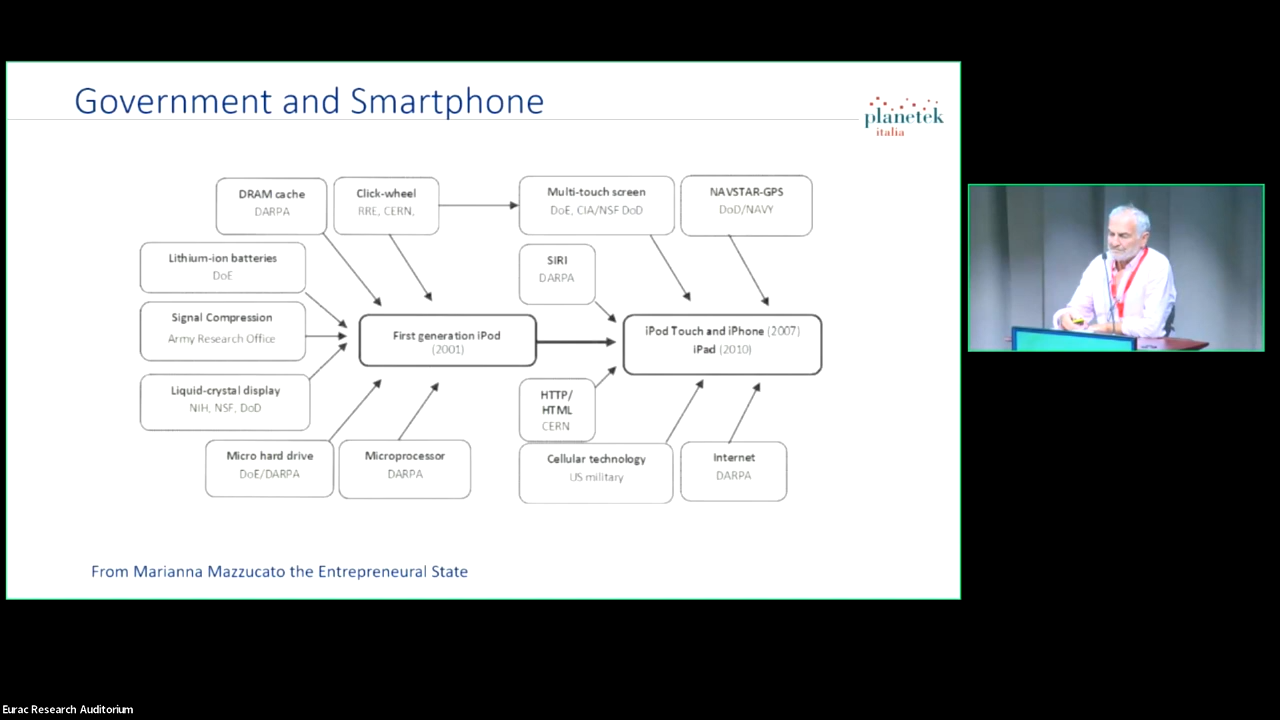 Government and Smartphone
planetek
italia
DRAM cache
DARPA
Click-wheel
RRE, CERN,
Multi-touch screen
DoE, CIA/NSF DoD
NAVSTAR-GPS
DoD/NAVY
Lithium-ion batteries
DoE
SIRI
DARPA
Signal Compression
Army Research Office
First generation iPod
(2001)
iPod Touch and iPhone (2007)
iPad (2010)
Liquid-crystal display
NIH, NSF, DoD
HTTP/
HTML
CERN
Micro hard drive
DoE/DARPA
Microprocessor
DARPA
Cellular technology
US military
Internet
DARPA
From Marianna Mazzucato the Entrepreneural State
Eurac Research Auditorium